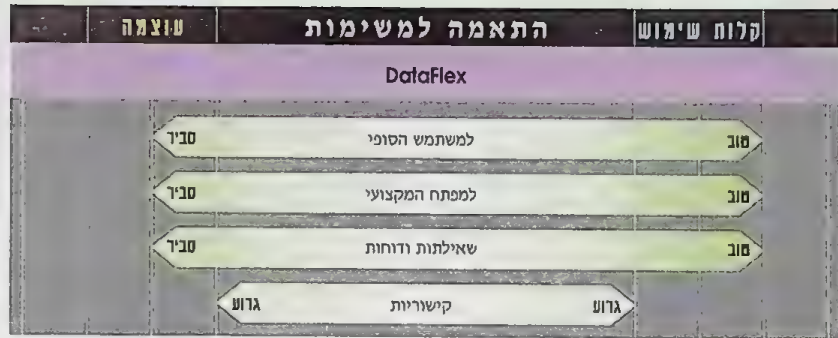 קלות שימוש התאמה למשימות עוצמה
DataFlex
טוב למשתמש הסופי סביר
טוב למפתח המקצועי סביר
טוב שאילתות ודוחות סביר
גרוע קישוריות גרוע